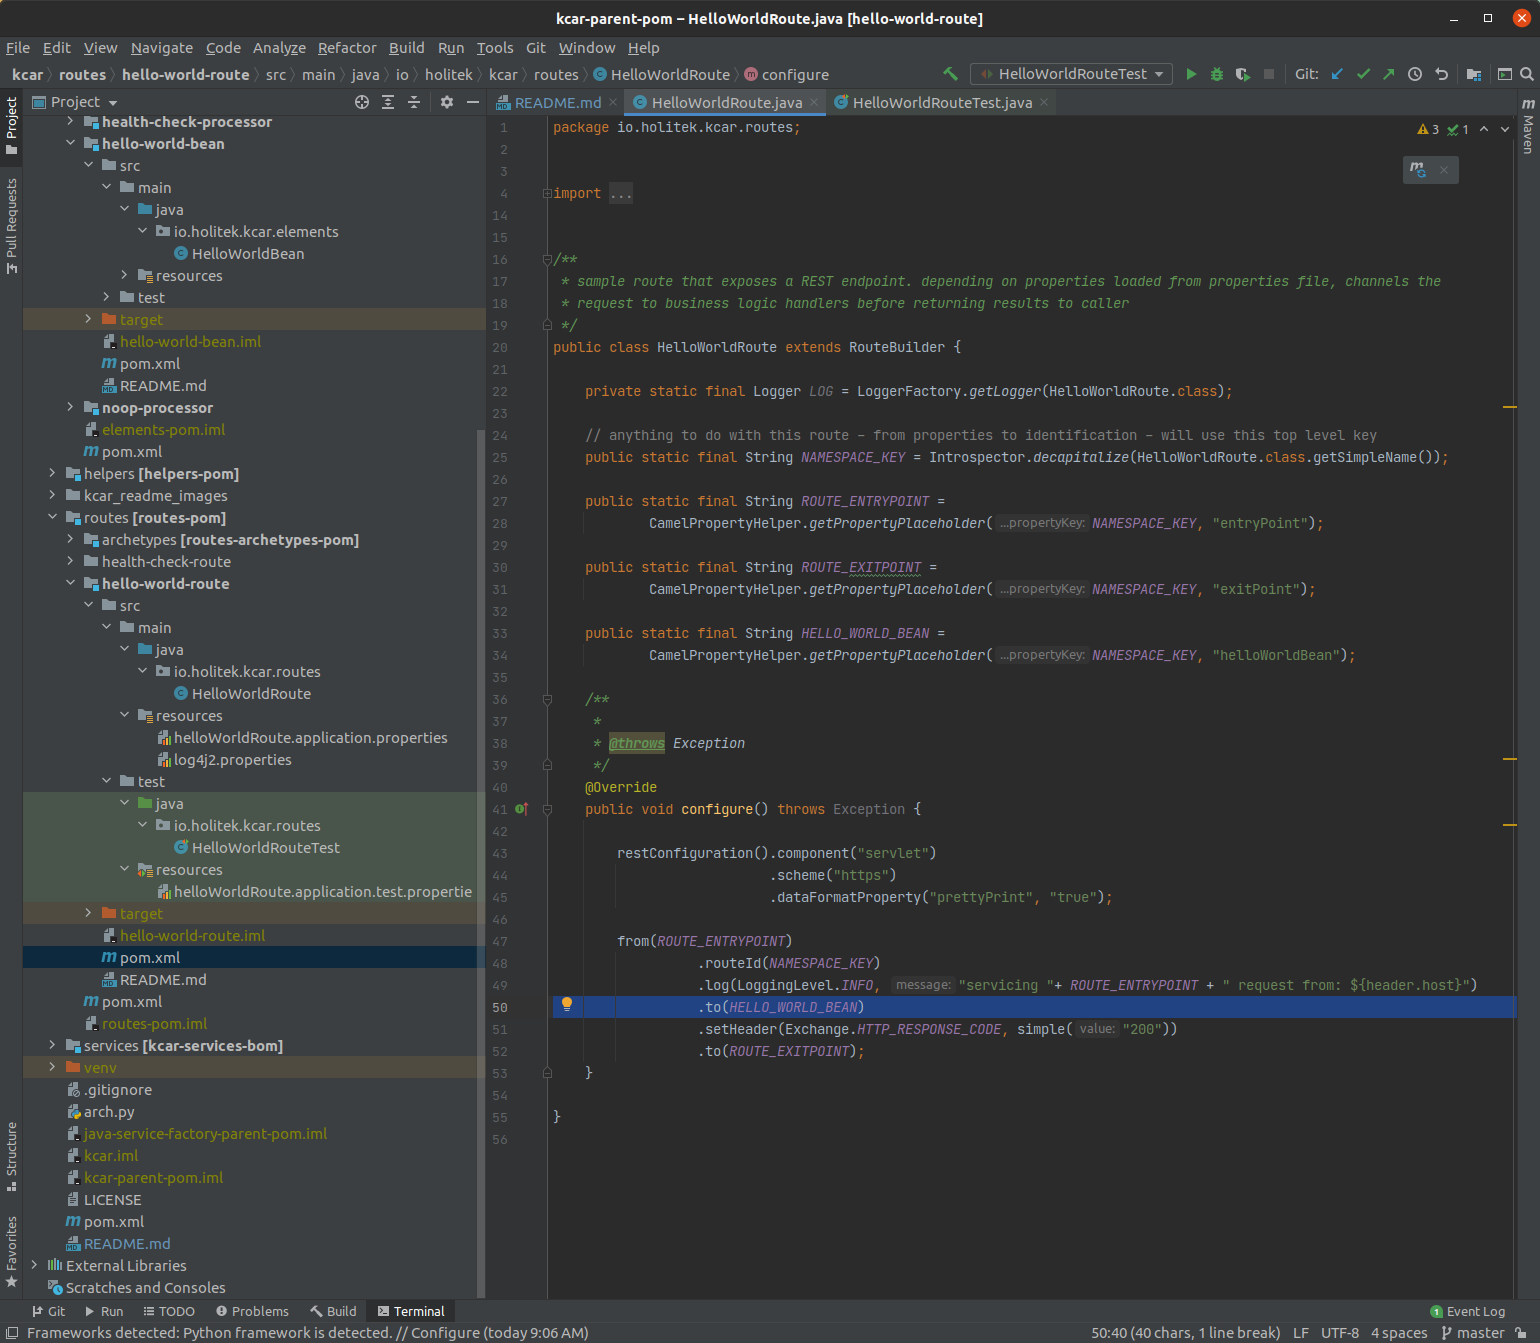 kcar-parent-pom – HelloWorldRoute.java [hello-world-route]
File Edit View Navigate Code Analyze Refactor Build Run Tools Git Window Help
kcar routes hello-world-route src main java io holitek kcar routes HelloWorldRoute configure HelloWorldRouteTest Git:
Project
README.md HelloWorldRoute.java HelloWorldRouteTest.java
Project
Pull Requests
Structure
Favorites
health-check-processor
hello-world-bean
src
main
java
io.holitek.kcar.elements
HelloWorldBean
resources
test
target
hello-world-bean.iml
pom.xml
README.md
noop-processor
elements-pom.iml
pom.xml
helpers [helpers-pom]
kcar_readme_images
routes [routes-pom]
archetypes [routes-archetypes-pom]
health-check-route
hello-world-route
src
main
java
io.holitek.kcar.routes
HelloWorldRoute
resources
helloWorldRoute.application.properties
log4j2.properties
test
java
io.holitek.kcar.routes
HelloWorldRouteTest
resources
helloWorldRoute.application.test.propertie
target
hello-world-route.iml
pom.xml
README.md
pom.xml
routes-pom.iml
services [kcar-services-bom]
venv
.gitignore
arch.py
java-service-factory-parent-pom.iml
kcar.iml
kcar-parent-pom.iml
LICENSE
pom.xml
README.md
External Libraries
Scratches and Consoles
1 package io.holitek.kcar.routes;
2
3
4 import ...
14
15
16 /**
17 * sample route that exposes a REST endpoint. depending on properties loaded from properties file, channels the
18 * request to business logic handlers before returning results to caller
19 */
20 public class HelloWorldRoute extends RouteBuilder {
21
22 private static final Logger LOG = LoggerFactory.getLogger(HelloWorldRoute.class);
23
24 // anything to do with this route - from properties to identification - will use this top level key
25 public static final String NAMESPACE_KEY = Introspector.decapitalize(HelloWorldRoute.class.getSimpleName());
26
27 public static final String ROUTE_ENTRYPOINT =
28 CamelPropertyHelper.getPropertyPlaceholder( ...propertyKey: NAMESPACE_KEY, "entryPoint");
29
30 public static final String ROUTE_EXITPOINT =
31 CamelPropertyHelper.getPropertyPlaceholder( ...propertyKey: NAMESPACE_KEY, "exitPoint");
32
33 public static final String HELLO_WORLD_BEAN =
34 CamelPropertyHelper.getPropertyPlaceholder( ...propertyKey: NAMESPACE_KEY, "helloWorldBean");
35
36 /**
37 *
38 * @throws Exception
39 */
40 @Override
41 public void configure() throws Exception {
42
43 restConfiguration().component("servlet")
44 .scheme("https")
45 .dataFormatProperty("prettyPrint", "true");
46
47 from(ROUTE_ENTRYPOINT)
48 .routeId(NAMESPACE_KEY)
49 .log(LoggingLevel.INFO, message: "servicing "+ ROUTE_ENTRYPOINT + " request from: ${header.host}")
50 .to(HELLO_WORLD_BEAN)
51 .setHeader(Exchange.HTTP_RESPONSE_CODE, simple( value: "200"))
52 .to(ROUTE_EXITPOINT);
53 }
54
55 }
56
3 1
m
Maven
Git Run TODO Problems Build Terminal 1 Event Log
Frameworks detected: Python framework is detected. // Configure (today 9:06 AM) 50:40 (40 chars, 1 line break) LF UTF-8 4 spaces master